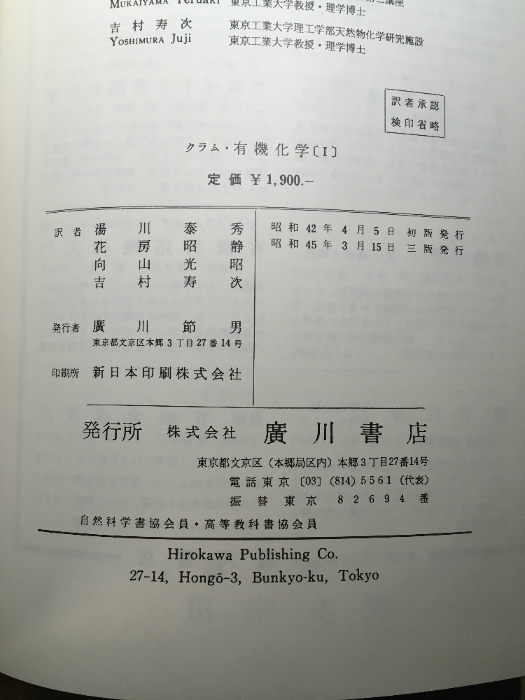 MUKAIYAMA Teruaki 東京工業大学教授・理学博士
吉村寿次 東京工業大学理工学部天然物化学研究施設
YOSHIMURA Juji 東京工業大学教授・理学博士
訳者承認
検印省略
クラム・有機化学〔I〕
定価 ¥1,900.-
訳者 湯川泰秀
花房昭静
向山光昭
吉村寿次
昭和42年4月5日 初版発行
昭和45年3月15日 三版発行
発行者 廣川節男
東京都文京区本郷3丁目27番14号
印刷所 新日本印刷株式会社
発行所 株式会社 廣川書店
東京都文京区(本郷局区内)本郷3丁目27番14号
電話東京〔03〕(814)5561(代表)
振替東京 82694番
自然科学書協会員・高等教科書協会員
Hirokawa Publishing Co.
27-14, Hongō-3, Bunkyo-ku, Tokyo